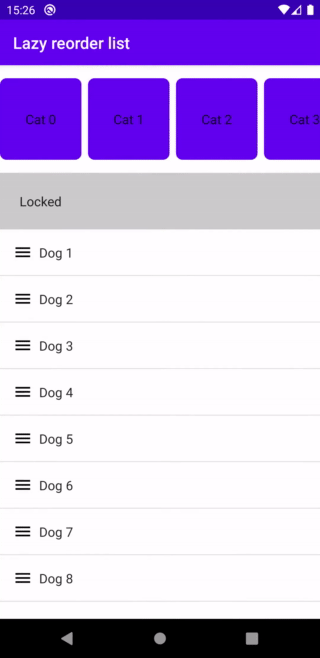 15:26
Lazy reorder list
Cat 0 Cat 1 Cat 2 Cat 3
Locked
Dog 1
Dog 2
Dog 3
Dog 4
Dog 5
Dog 6
Dog 7
Dog 8